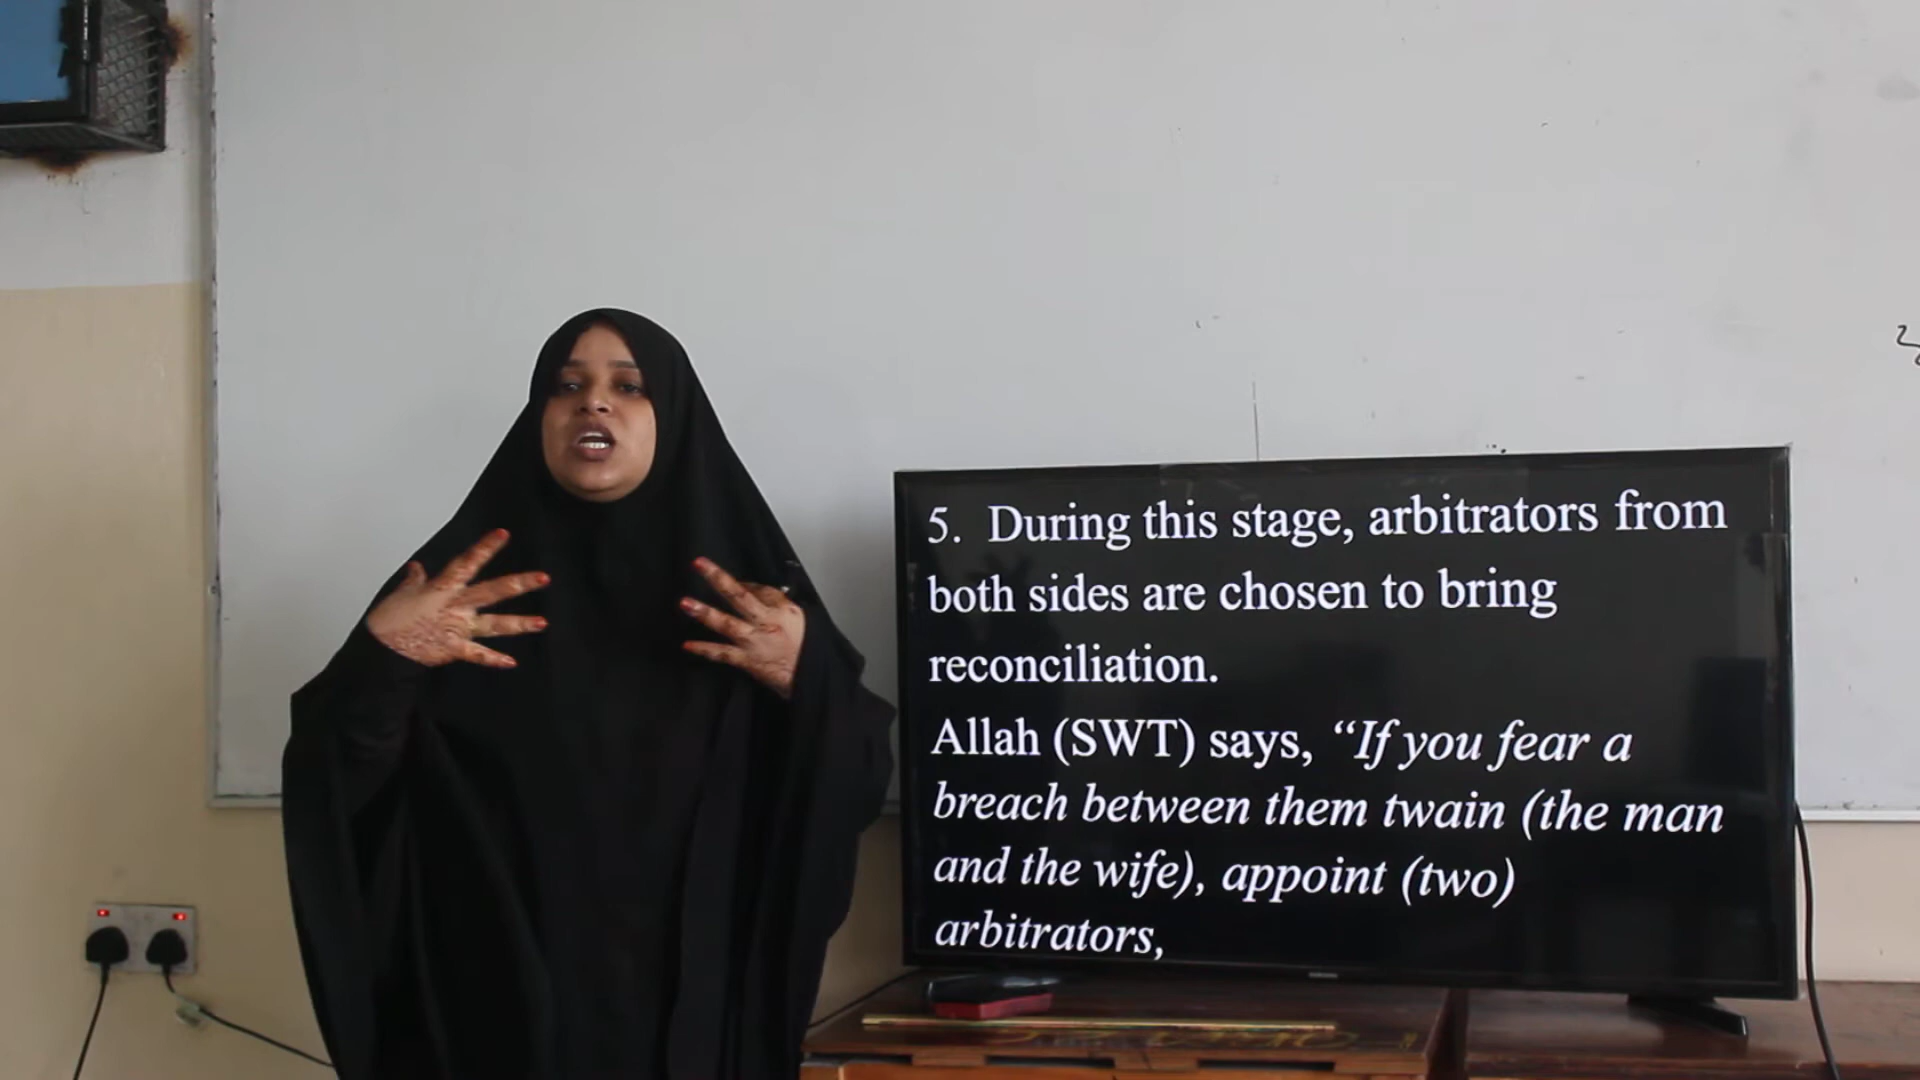 5. During this stage, arbitrators from
both sides are chosen to bring
reconciliation.
Allah (SWT) says, “If you fear a
breach between them twain (the man
and the wife), appoint (two)
arbitrators,